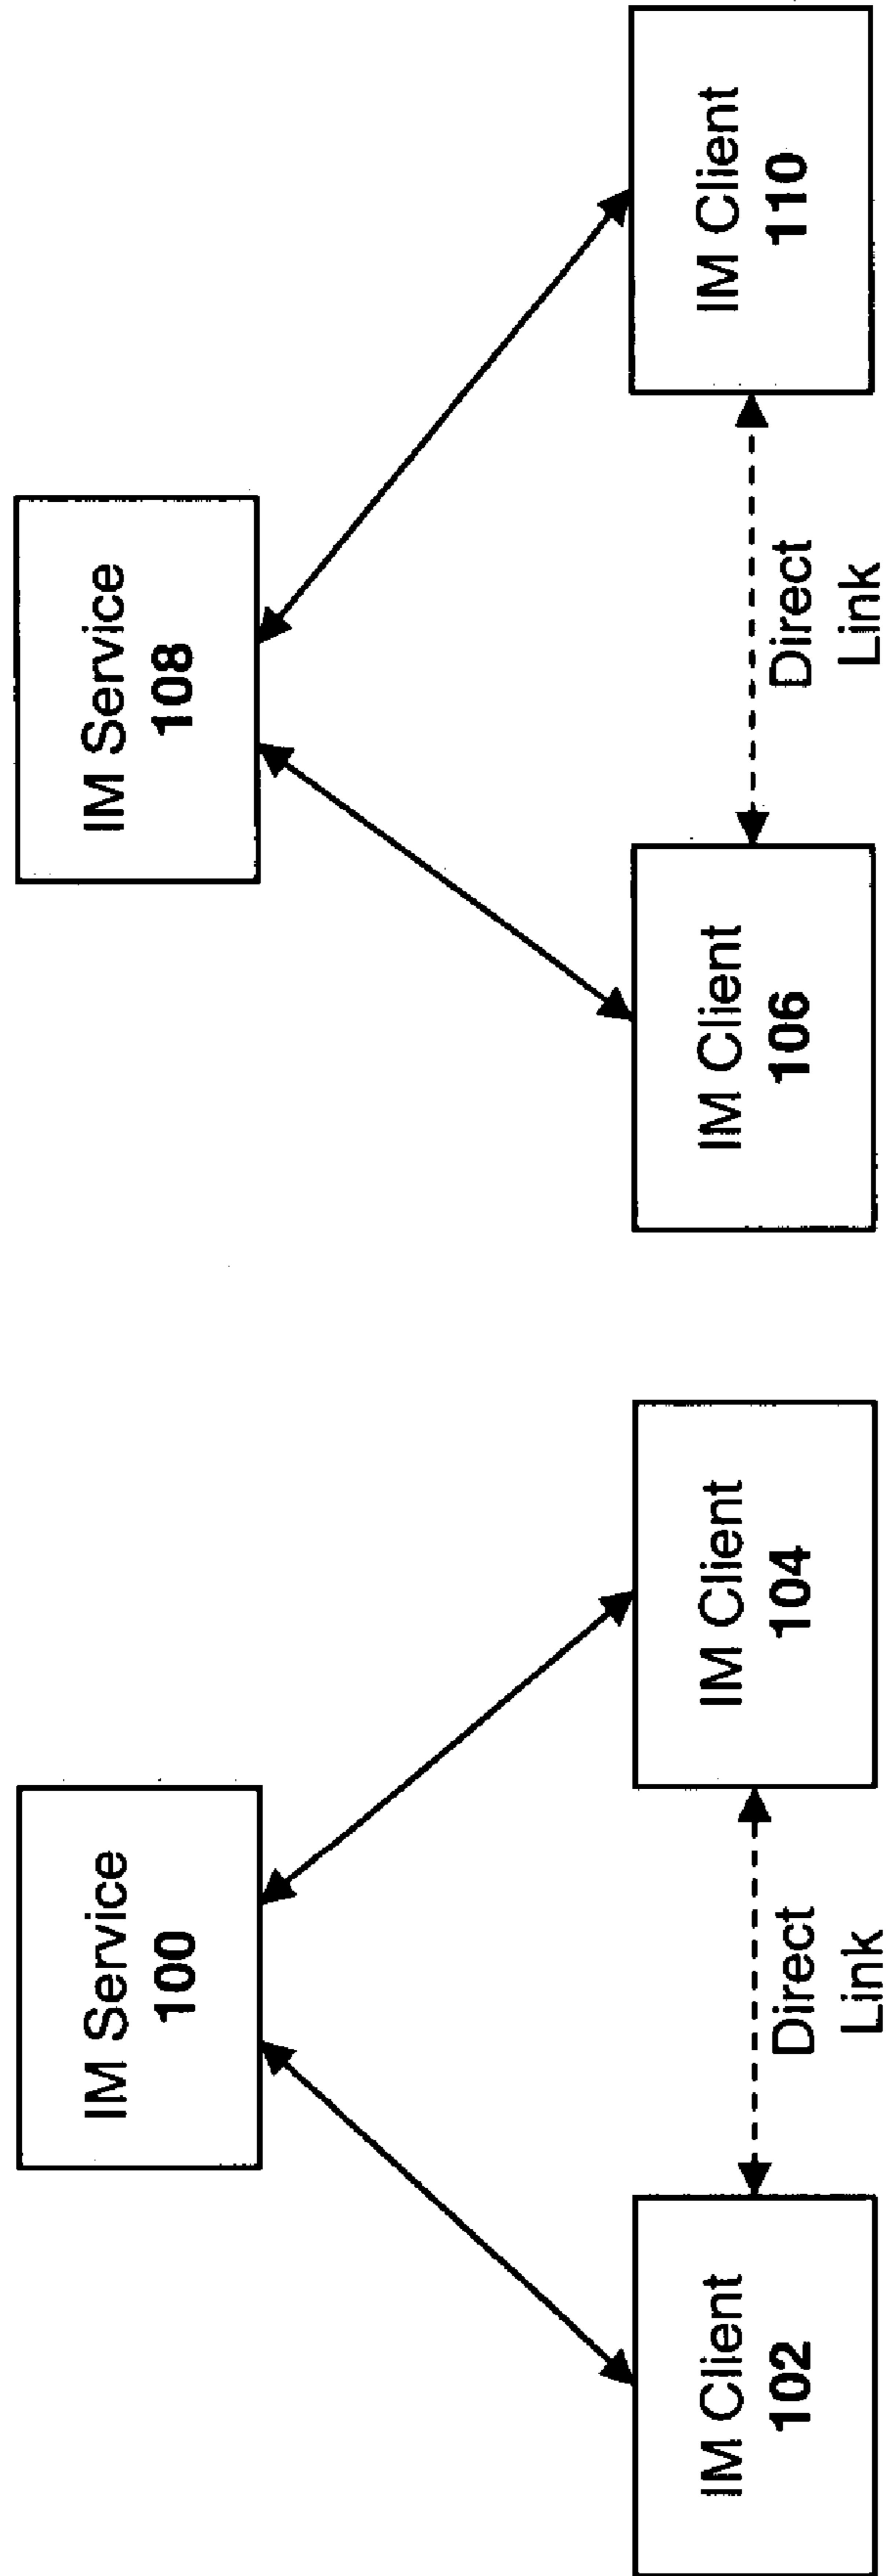 IM Service
100
IM Client
102
Direct
Link
IM Client
104
IM Service
108
IM Client
106
Direct
Link
IM Client
110